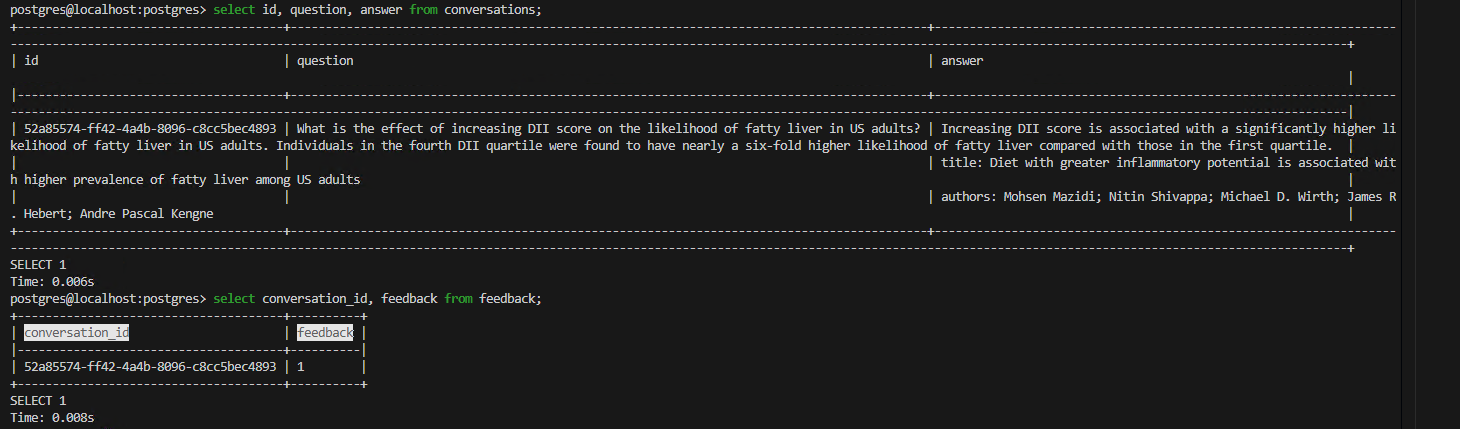 postgres@localhost:postgres> select id, question, answer from conversations;
| id | question | answer
|
| 52a85574-ff42-4a4b-8096-c8cc5bec4893 | What is the effect of increasing DII score on the likelihood of fatty liver in US adults? | Increasing DII score is associated with a significantly higher li
kelihood of fatty liver in US adults. Individuals in the fourth DII quartile were found to have nearly a six-fold higher likelihood of fatty liver compared with those in the first quartile. |
| | | title: Diet with greater inflammatory potential is associated wit
h higher prevalence of fatty liver among US adults |
| | | authors: Mohsen Mazidi; Nitin Shivappa; Michael D. Wirth; James R
. Hebert; Andre Pascal Kengne |
SELECT 1
Time: 0.006s
postgres@localhost:postgres> select conversation_id, feedback from feedback;
| conversation_id | feedback |
| 52a85574-ff42-4a4b-8096-c8cc5bec4893 | 1 |
SELECT 1
Time: 0.008s